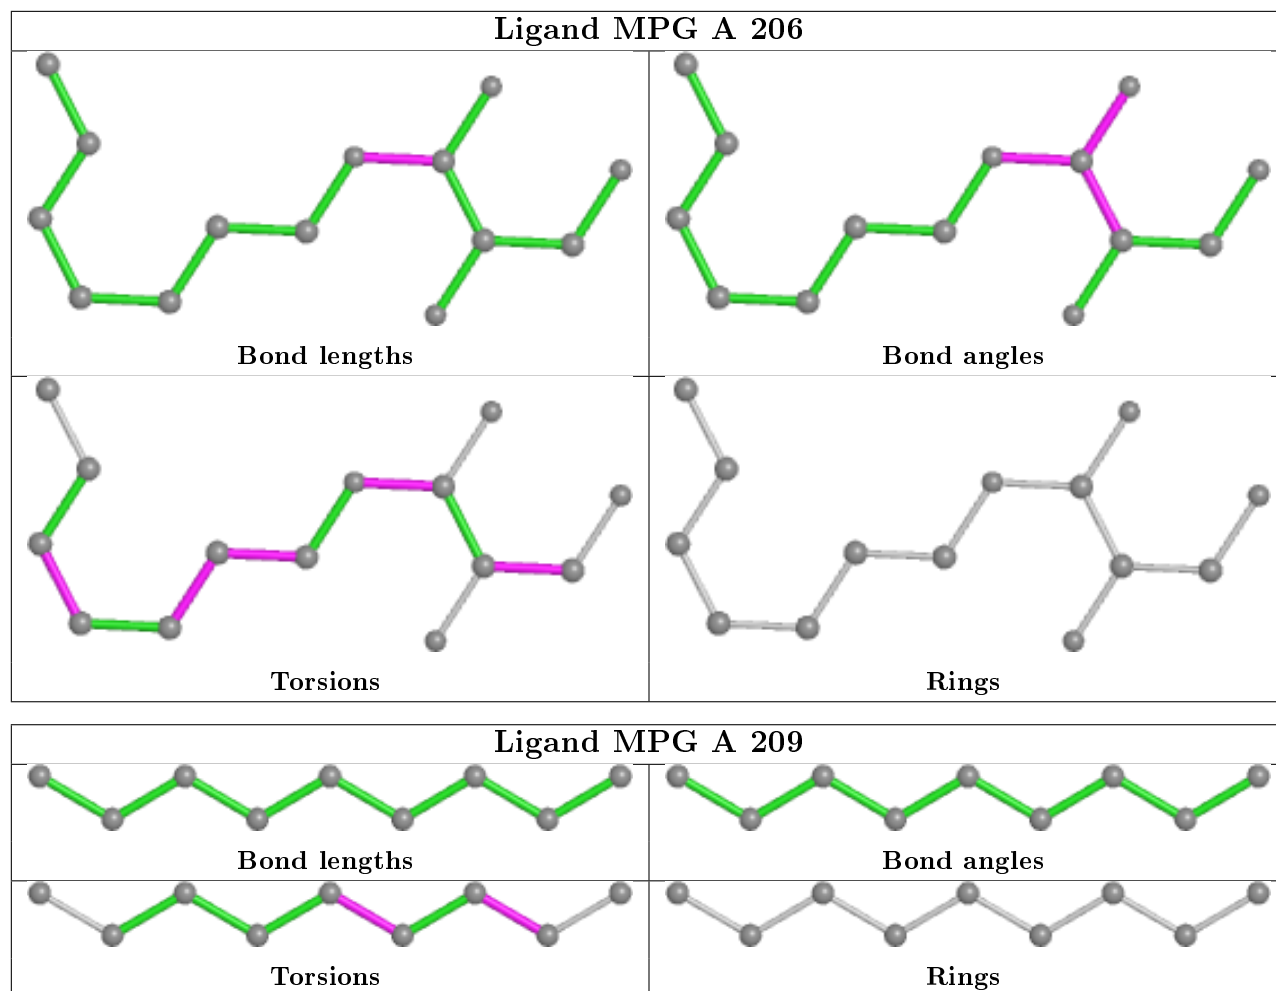 Ligand MPG A 206
Bond lengths
Bond angles
Torsions
Rings
Ligand MPG A 209
Bond lengths
Bond angles
Torsions
Rings